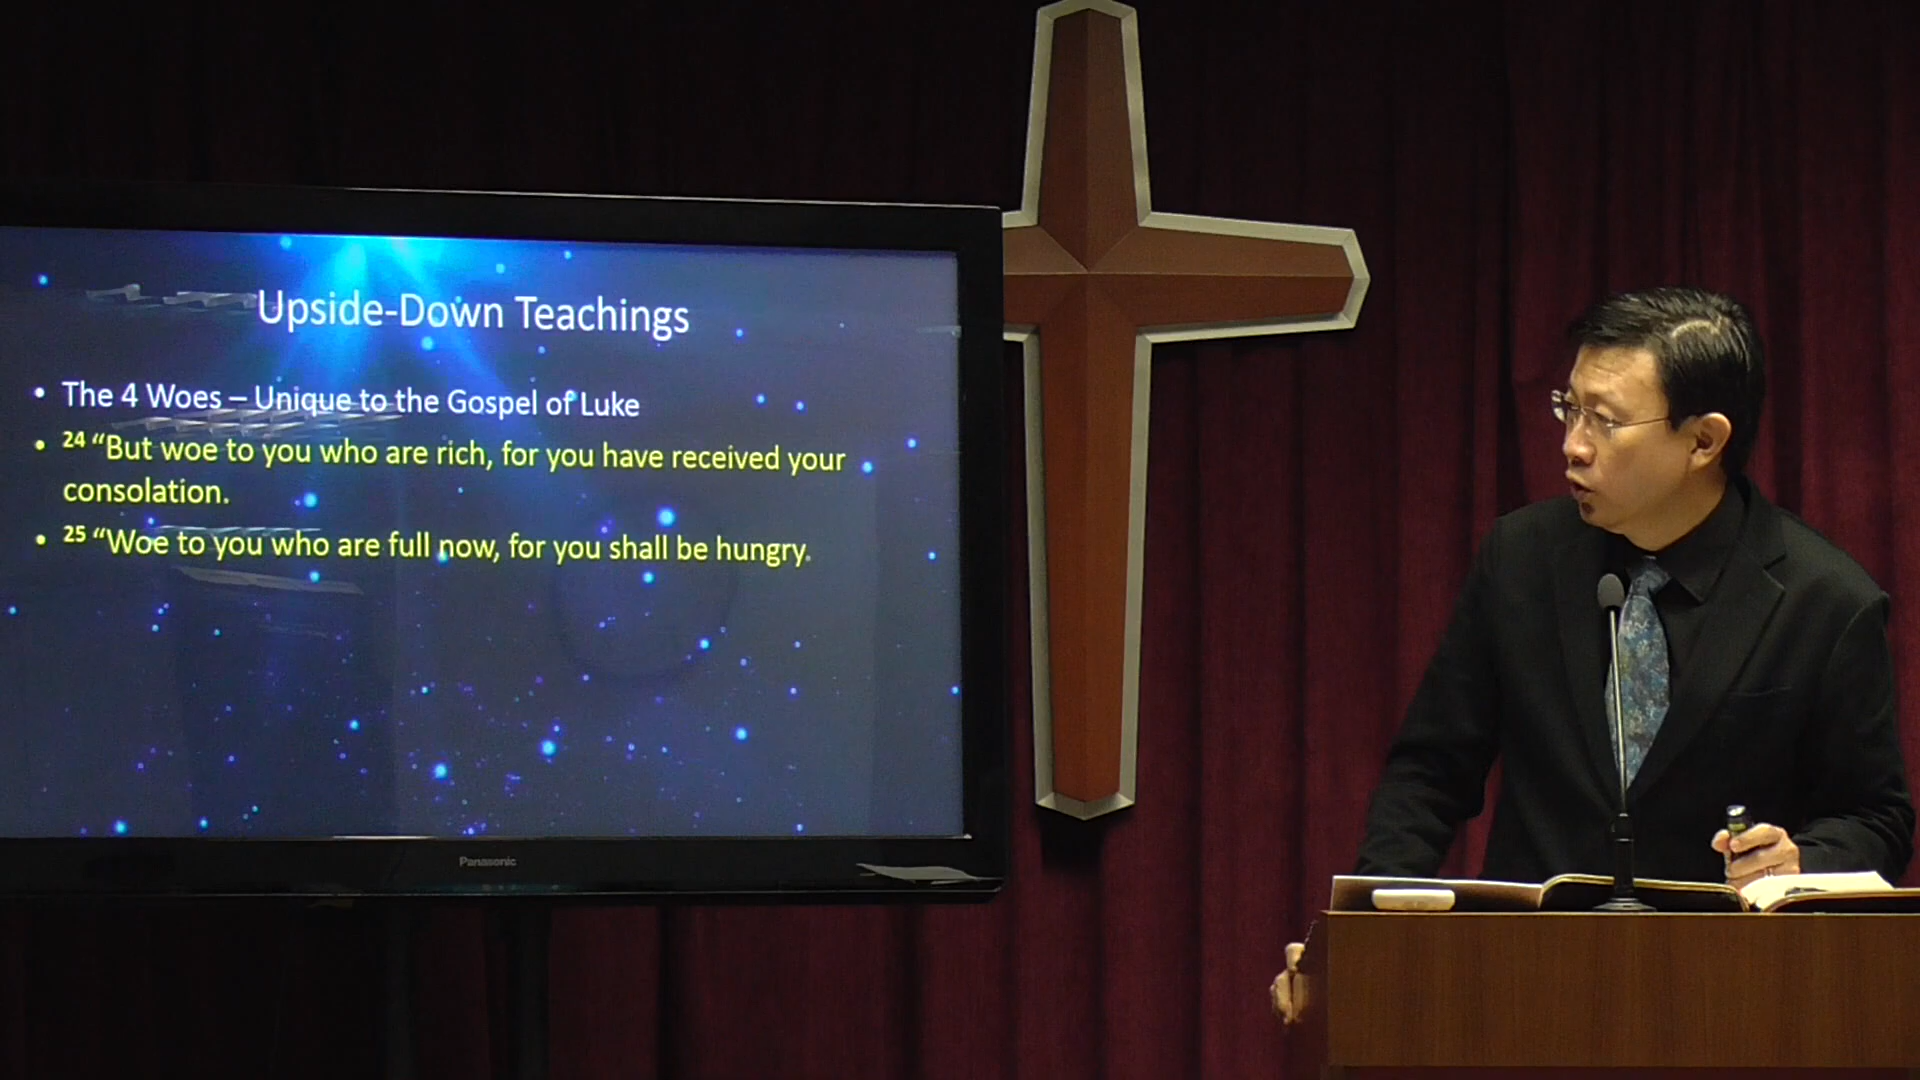 Upside-Down Teachings
• The 4 Woes – Unique to the Gospel of Luke
• 24 “But woe to you who are rich, for you have received your
consolation.
• 25 “Woe to you who are full now, for you shall be hungry.
Panasonic